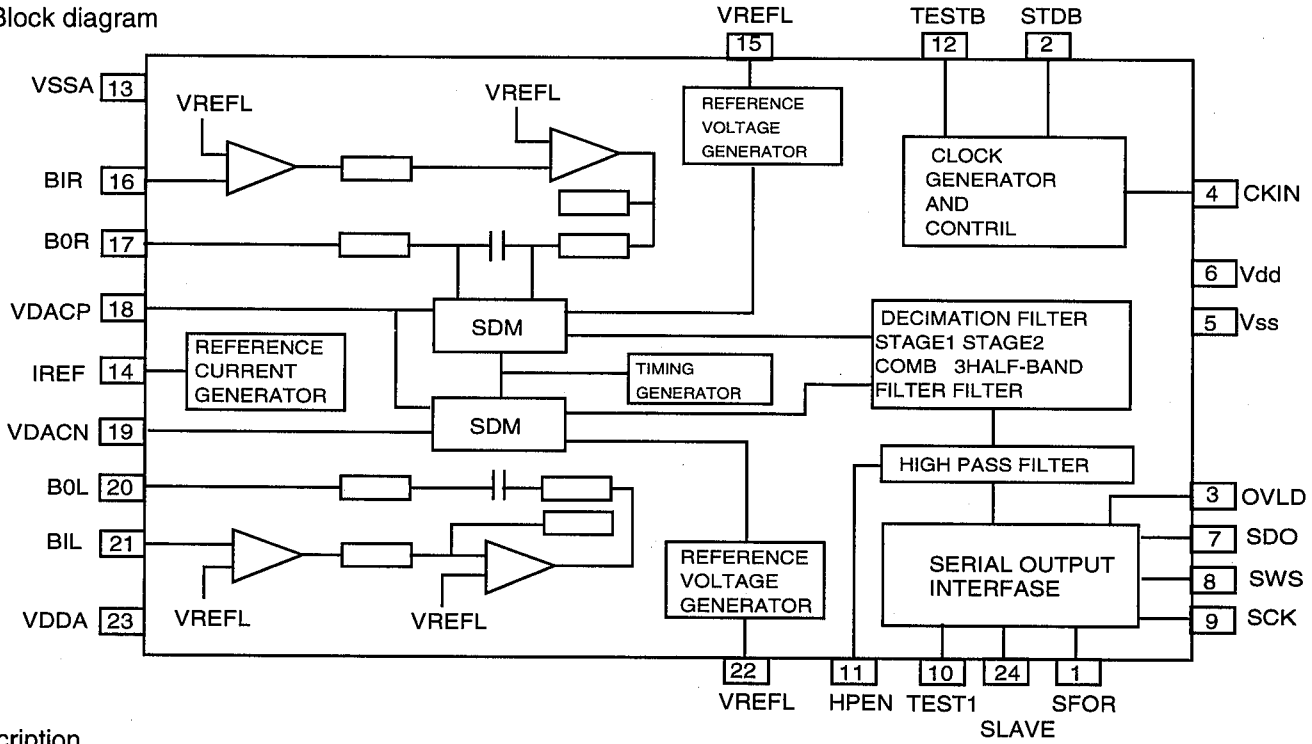 Block diagram
VREFL
15
TESTB
12
STDB
2
VSSA 13
VREFL
VREFL
REFERENCE
VOLTAGE
GENERATOR
CLOCK
GENERATOR
AND
CONTRIL
BIR 16
4 CKIN
B0R 17
6 Vdd
VDACP 18
SDM
5 Vss
DECIMATION FILTER
STAGE1 STAGE2
COMB 3HALF-BAND
FILTER FILTER
IREF 14
REFERENCE
CURRENT
GENERATOR
TIMING
GENERATOR
VDACN 19
SDM
HIGH PASS FILTER
B0L 20
3 OVLD
BIL 21
7 SDO
REFERENCE
VOLTAGE
GENERATOR
SERIAL OUTPUT
INTERFASE
8 SWS
VREFL
VREFL
VDDA 23
9 SCK
22
VREFL
11
HPEN
10
TEST1
24
SLAVE
1
SFOR
cription